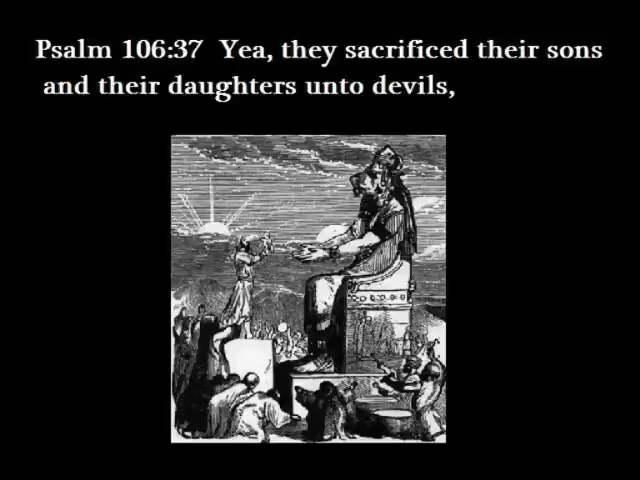 Psalm 106:37  Yea, they sacrificed their sons
and their daughters unto devils,